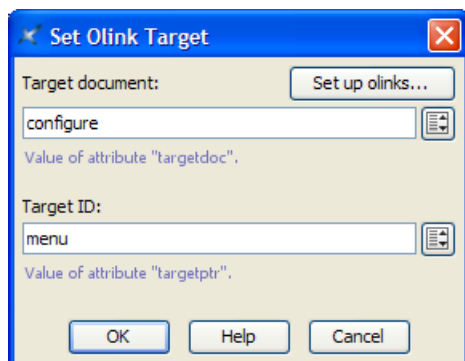 Set Olink Target
Target document:
Set up olinks...
configure
Value of attribute "targetdoc".
Target ID:
menu
Value of attribute "targetptr".
OK
Help
Cancel